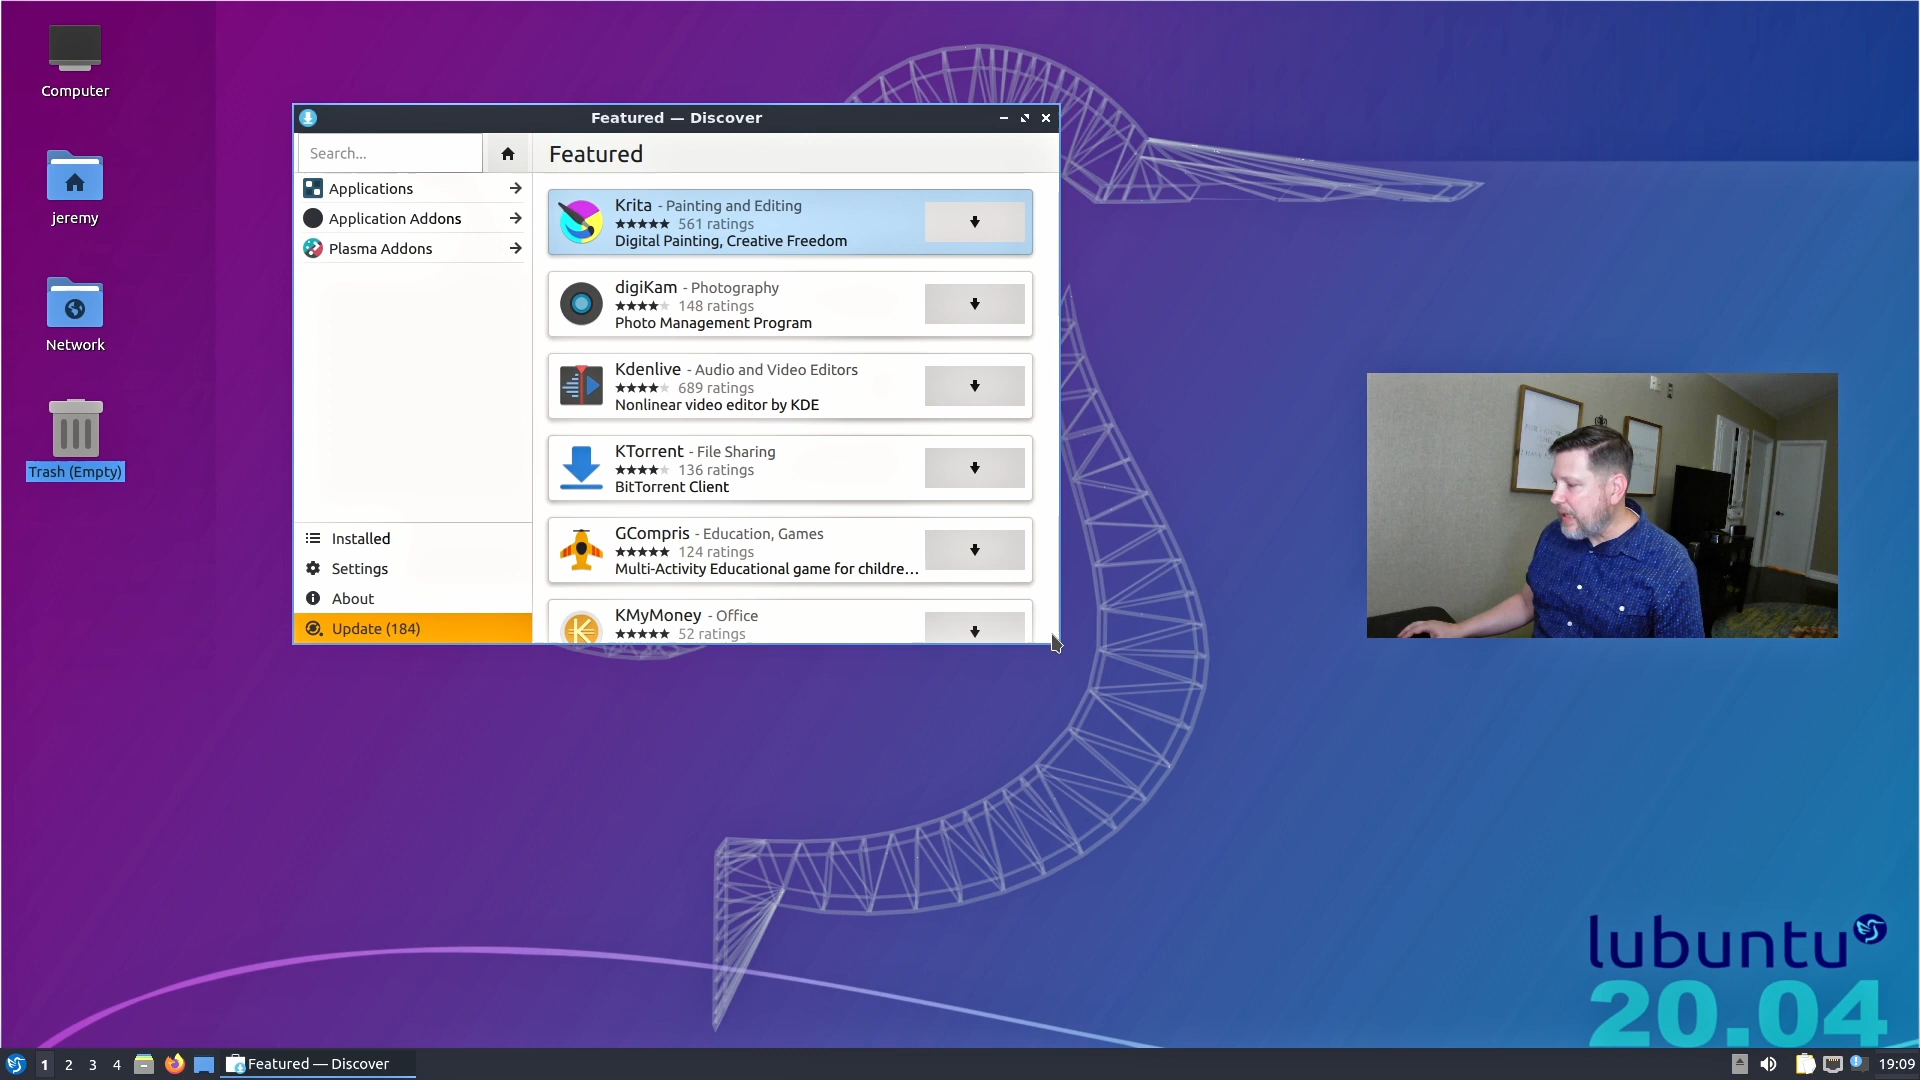 Computer
jeremy
Network
Trash (Empty)
Featured — Discover
Search...
Featured
Applications
Application Addons
Plasma Addons
Installed
Settings
About
Update (184)
Krita - Painting and Editing
561 ratings
Digital Painting, Creative Freedom
digiKam - Photography
148 ratings
Photo Management Program
Kdenlive - Audio and Video Editors
689 ratings
Nonlinear video editor by KDE
KTorrent - File Sharing
136 ratings
BitTorrent Client
GCompris - Education, Games
124 ratings
Multi-Activity Educational game for childre...
KMyMoney - Office
52 ratings
lubuntu
20.04
1 2 3 4 Featured — Discover 19:09